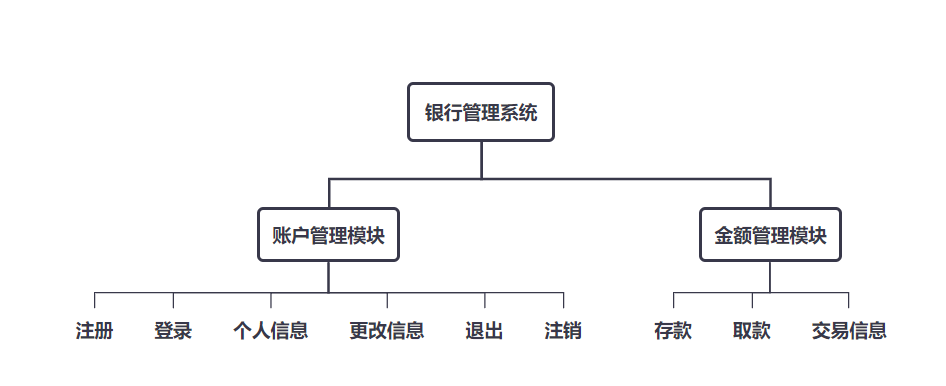 银行管理系统
账户管理模块
金额管理模块
注册
登录
个人信息
更改信息
退出
注销
存款
取款
交易信息